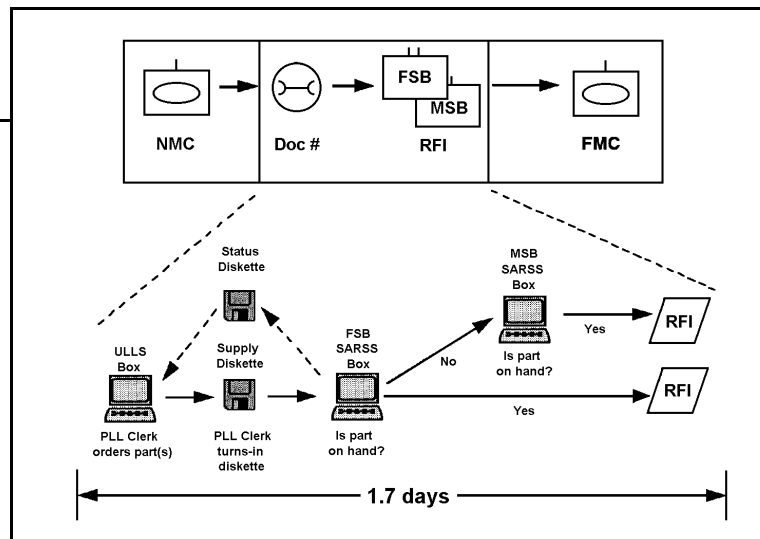 FSB
MSB
NMC
Doc #
RFI
FMC
Status
Diskette
MSB
SARSS
Box
ULLS
Box
Supply
Diskette
FSB
SARSS
Box
Yes
RFI
No
Is part
on hand?
RFI
Yes
PLL Clerk
orders part(s)
PLL Clerk
turns-in
diskette
Is part
on hand?
1.7 days